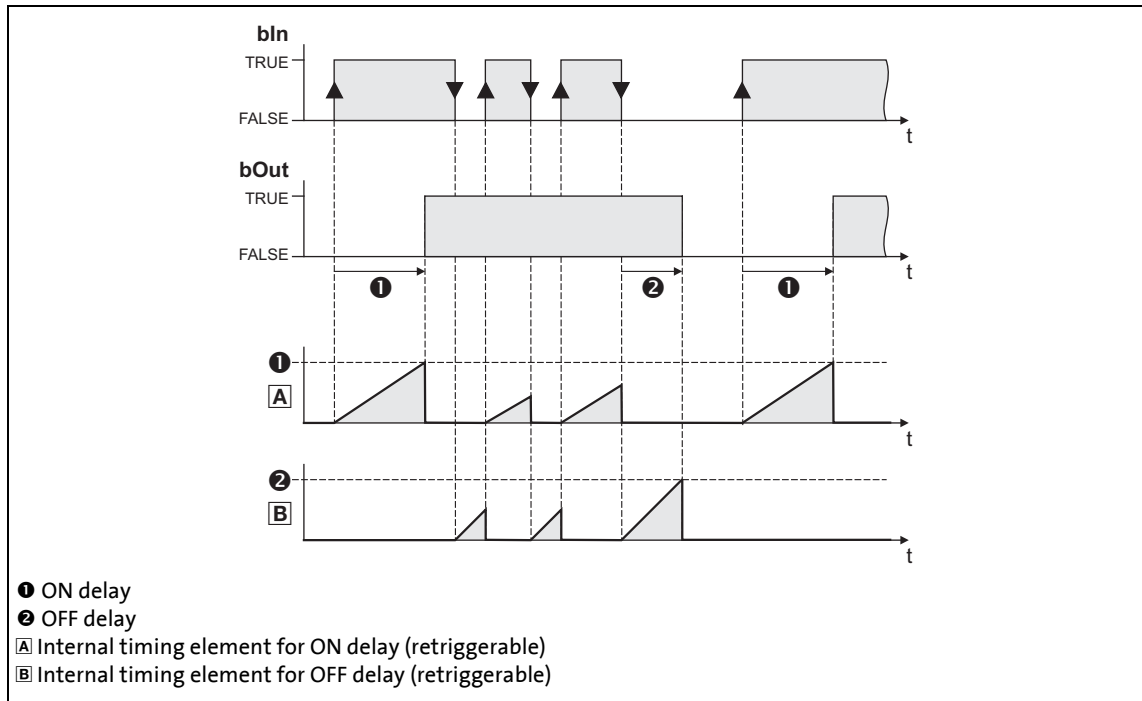 bIn
TRUE
FALSE
t
bOut
TRUE
FALSE
t
❶ ❷ ❶
❶
A
t
❷
B
t
❶ ON delay
❷ OFF delay
A Internal timing element for ON delay (retriggerable)
B Internal timing element for OFF delay (retriggerable)